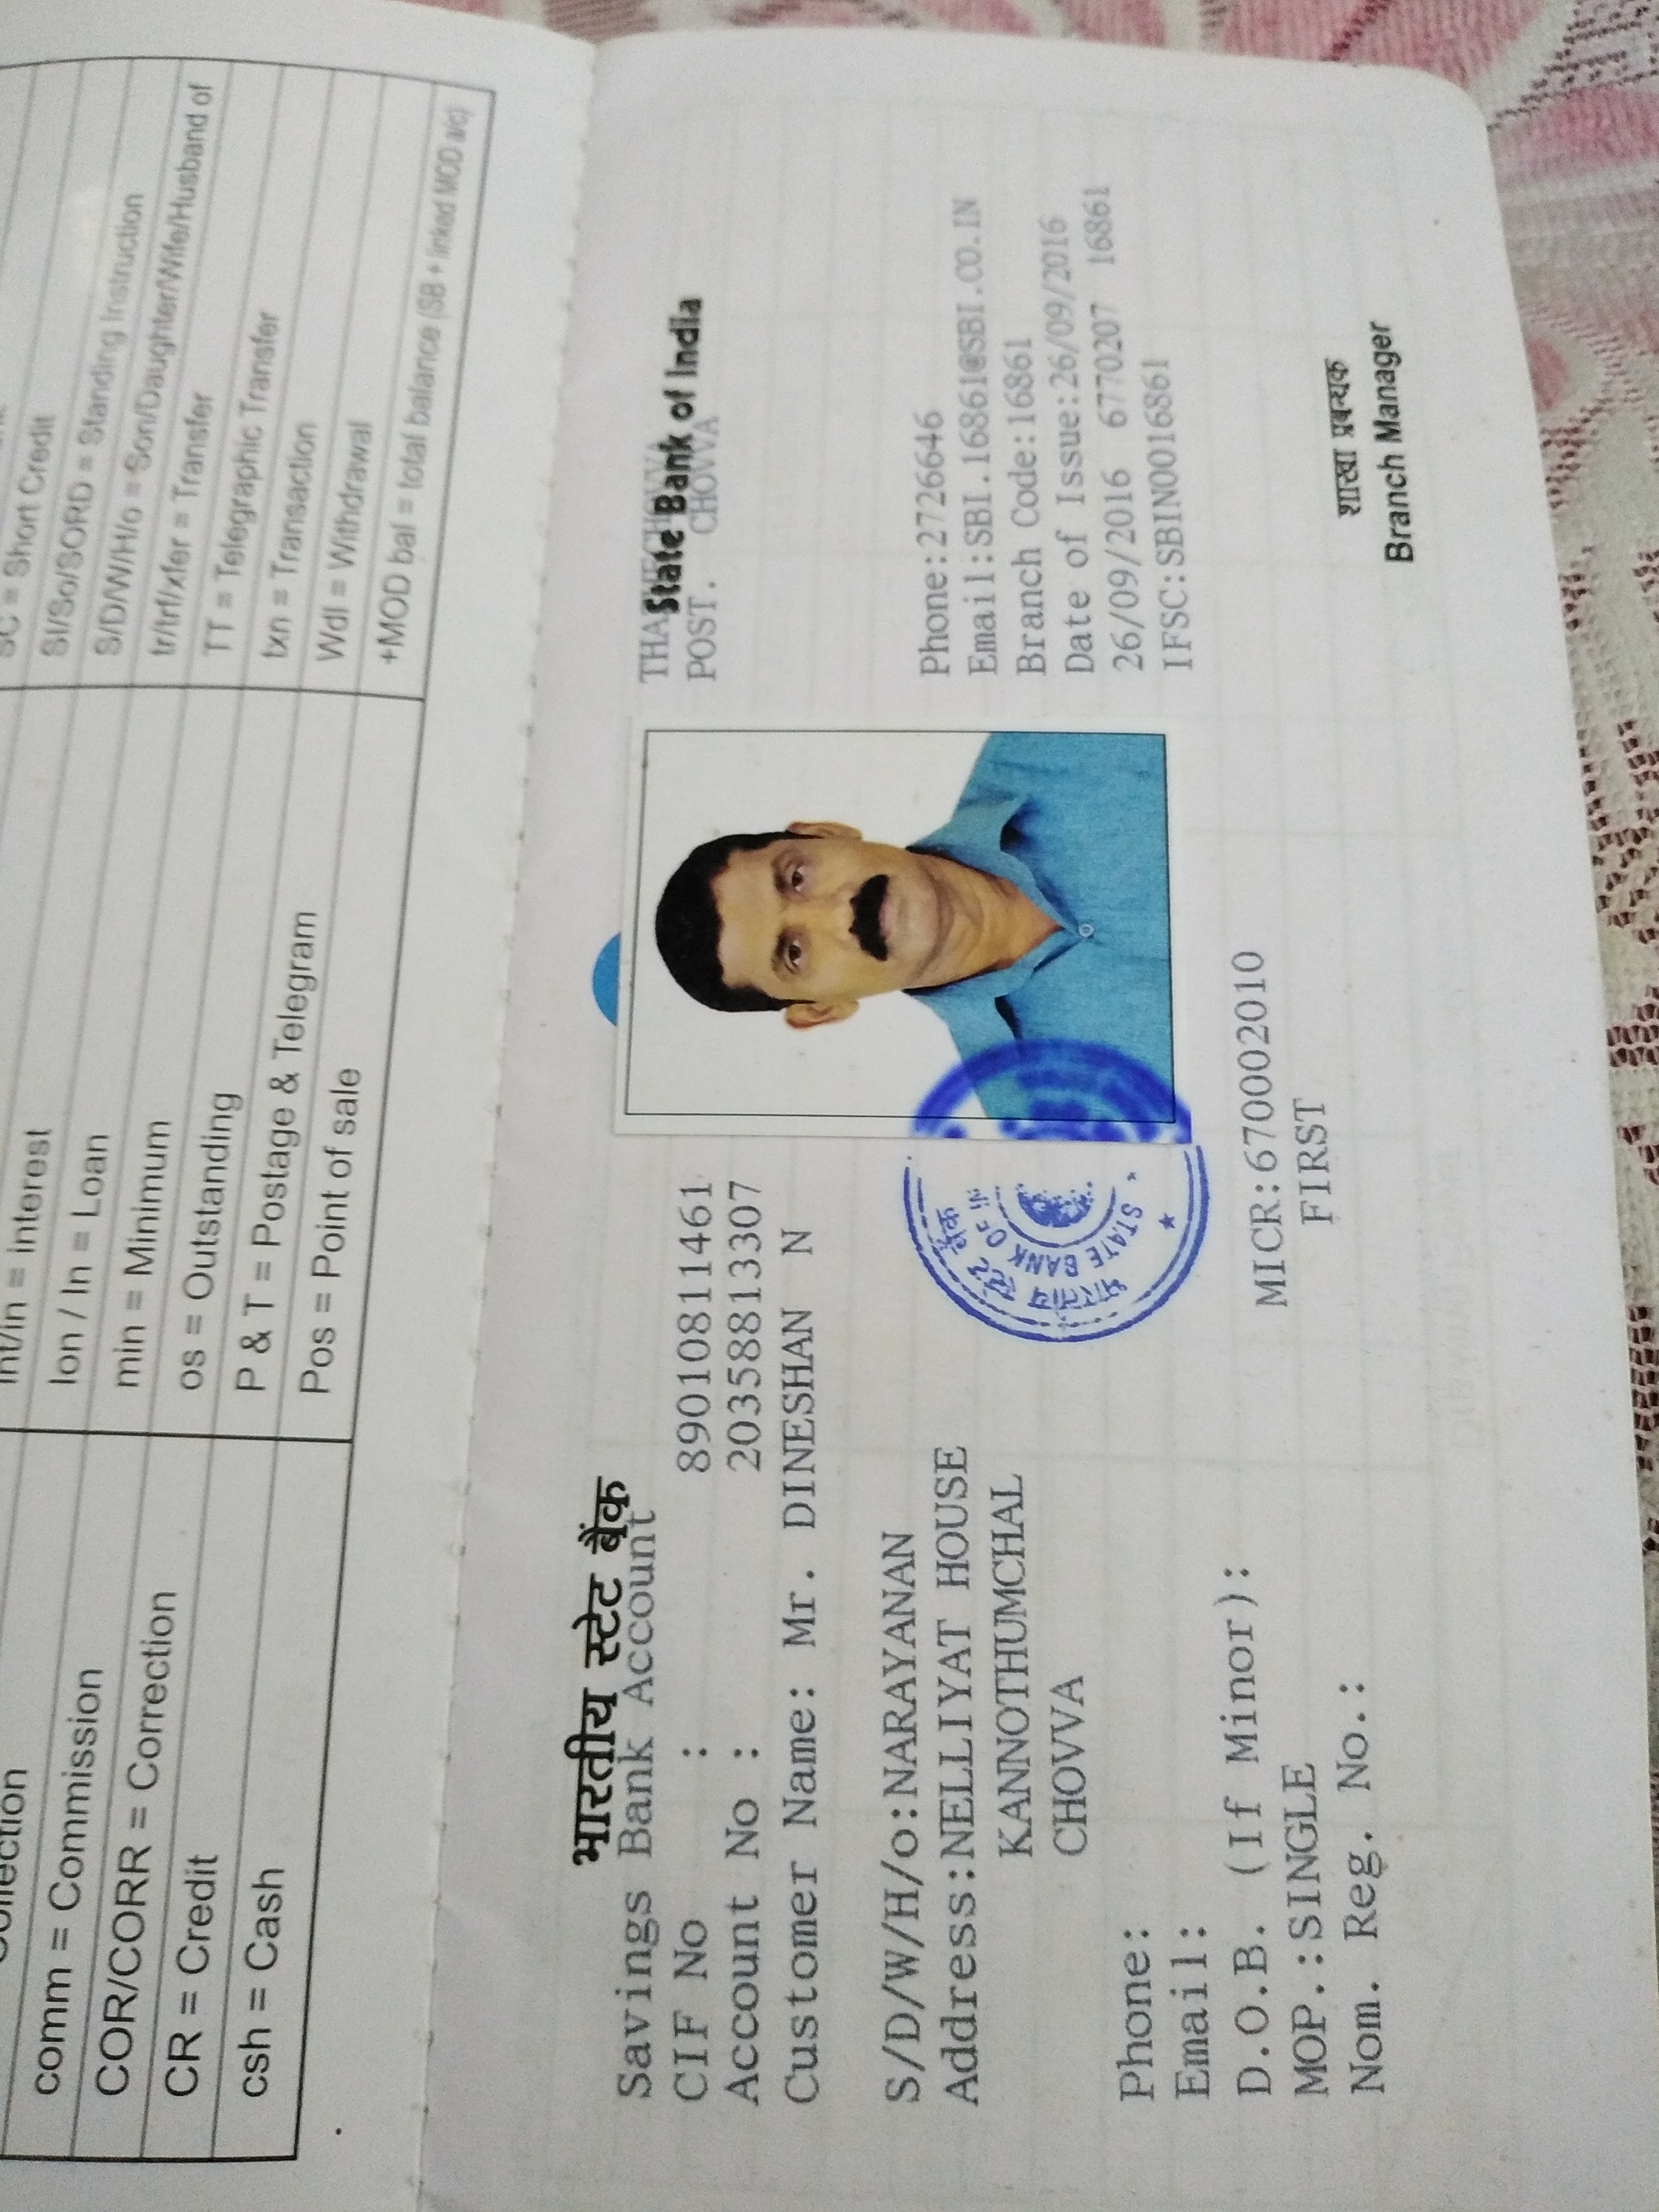 SC = Short Credit
SI/So/SORD = Standing Instruction
S/D/W/H/o = Son/Daughter/Wife/Husband of
tr/trf/xfer = Transfer
TT = Telegraphic Transfer
txn = Transaction
Wdl = Withdrawal
+MOD bal = total balance (SB + linked MOD a/c)
int/in = interest
lon / ln = Loan
min = Minimum
os = Outstanding
P & T = Postage & Telegram
Pos = Point of sale
comm = Commission
COR/CORR = Correction
CR = Credit
csh = Cash
भारतीय स्टेट बैंक
State Bank of India
Savings Bank Account
CIF No : 89010811461
Account No : 20358813307
Customer Name: Mr. DINESHAN N
S/D/W/H/o:NARAYANAN
Address:NELLIYAT HOUSE
KANNOTHUMCHAL
CHOVVA
Phone:
Email:
D.O.B. (If Minor):
MOP.:SINGLE
Nom. Reg. No.:
POST. CHOVVA
Phone:2726646
Email:SBI.16861@SBI.CO.IN
Branch Code:16861
Date of Issue:26/09/2016
26/09/2016 6770207 16861
IFSC:SBIN0016861
MICR:670002010
FIRST
भारतीय स्टेट बैंक
STATE BANK OF
शाखा प्रबन्धक
Branch Manager